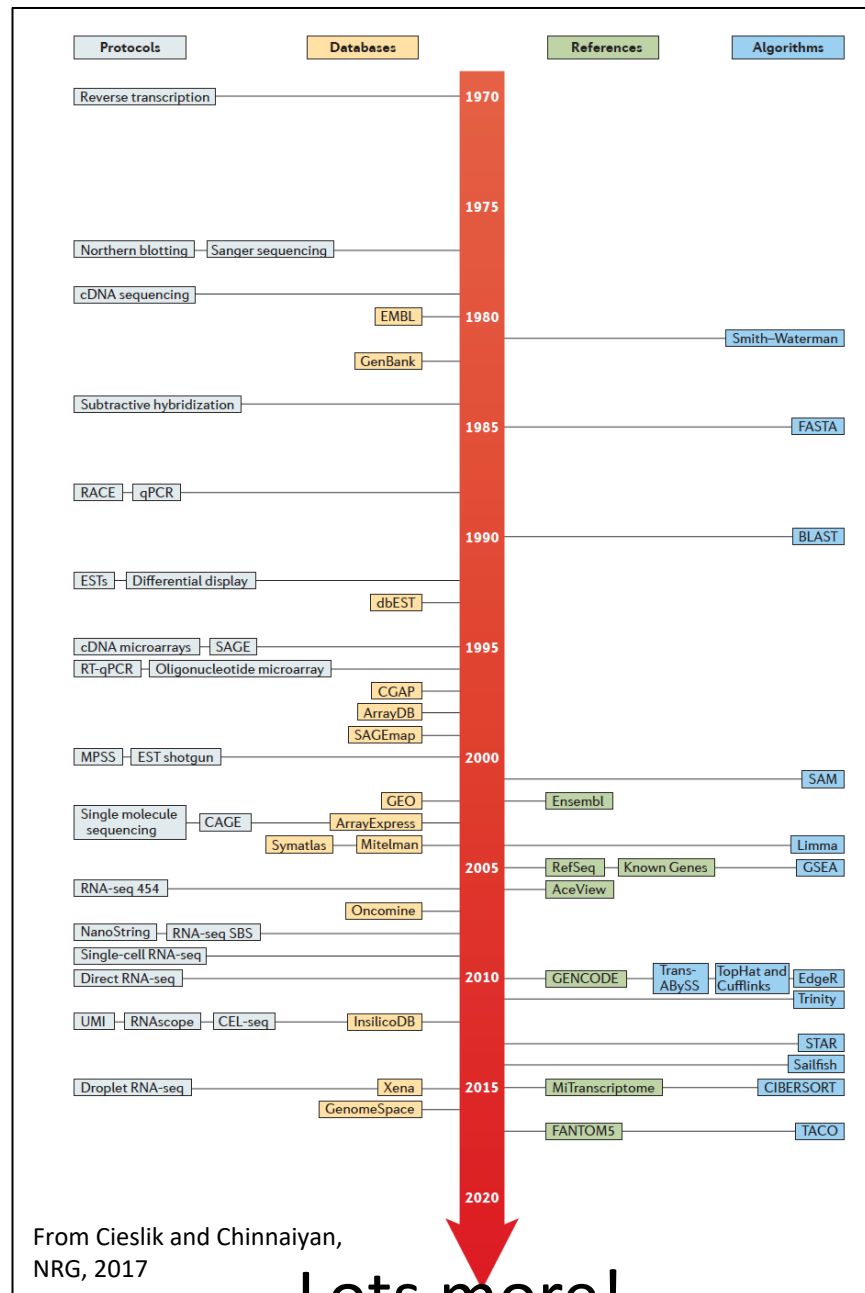 Protocols Databases References Algorithms
Reverse transcription 1970
1975
Northern blotting Sanger sequencing
cDNA sequencing
EMBL 1980
Smith–Waterman
GenBank
Subtractive hybridization
1985 FASTA
RACE qPCR
1990 BLAST
ESTs Differential display
dbEST
cDNA microarrays SAGE 1995
RT-qPCR Oligonucleotide microarray
CGAP
ArrayDB
SAGEmap
MPSS EST shotgun 2000
SAM
GEO Ensembl
Single molecule
sequencing CAGE ArrayExpress
Symatlas Mitelman Limma
2005 RefSeq Known Genes GSEA
RNA-seq 454 AceView
Oncomine
NanoString RNA-seq SBS
Single-cell RNA-seq
Direct RNA-seq 2010 GENCODE Trans-
ABySS TopHat and
Cufflinks EdgeR
Trinity
UMI RNAscope CEL-seq InsilicoDB
STAR
Sailfish
Droplet RNA-seq Xena 2015 MiTranscriptome CIBERSORT
GenomeSpace
FANTOM5 TACO
2020
From Cieslik and Chinnaiyan,
NRG, 2017
Lots more!